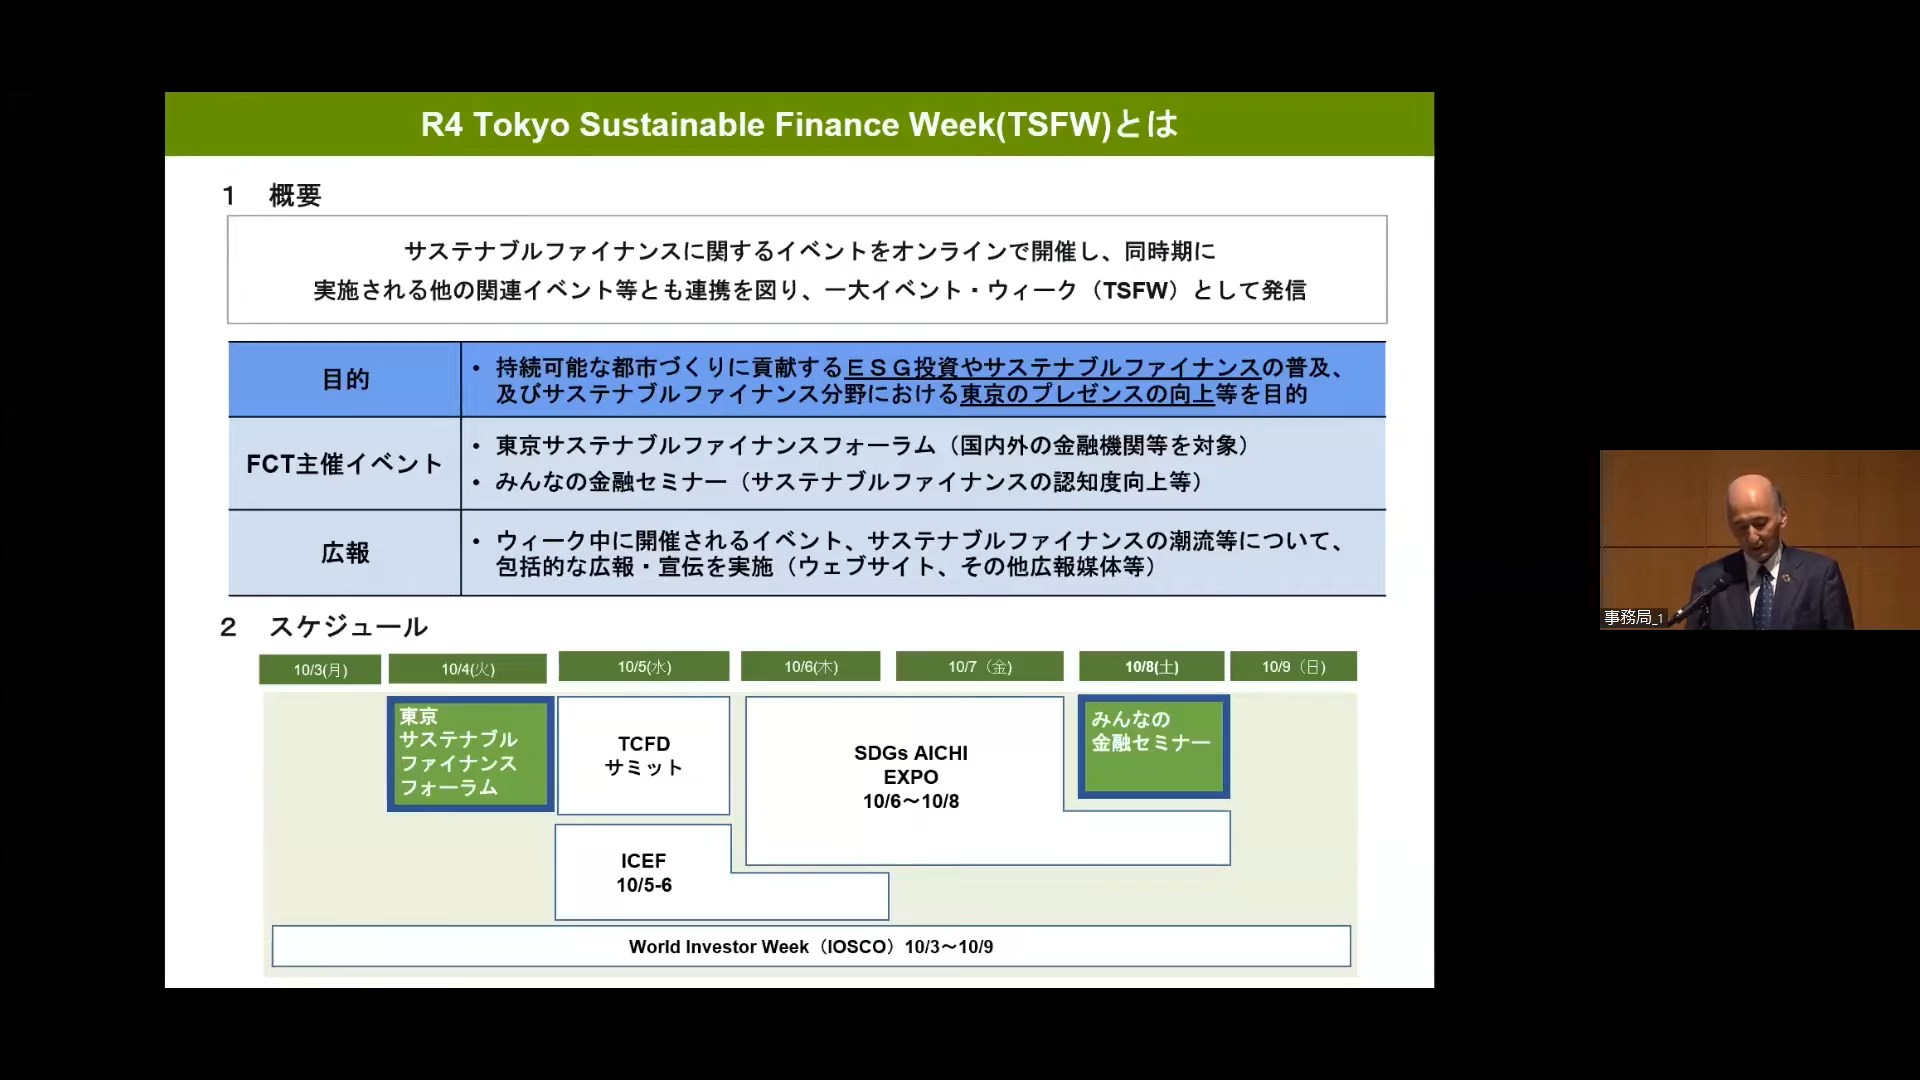 R4 Tokyo Sustainable Finance Week(TSFW)とは
１ 概要
サステナブルファイナンスに関するイベントをオンラインで開催し、同時期に
実施される他の関連イベント等とも連携を図り、一大イベント・ウィーク（TSFW）として発信
目的
• 持続可能な都市づくりに貢献するＥＳＧ投資やサステナブルファイナンスの普及、
及びサステナブルファイナンス分野における東京のプレゼンスの向上等を目的
FCT主催イベント
• 東京サステナブルファイナンスフォーラム（国内外の金融機関等を対象）
• みんなの金融セミナー（サステナブルファイナンスの認知度向上等）
広報
• ウィーク中に開催されるイベント、サステナブルファイナンスの潮流等について、
包括的な広報・宣伝を実施（ウェブサイト、その他広報媒体等）
２ スケジュール
10/3(月) 10/4(火) 10/5(水) 10/6(木) 10/7（金） 10/8(土) 10/9（日）
東京
サステナブル
ファイナンス
フォーラム
TCFD
サミット
SDGs AICHI
EXPO
10/6～10/8
みんなの
金融セミナー
ICEF
10/5-6
World Investor Week（IOSCO）10/3～10/9
事務局_1